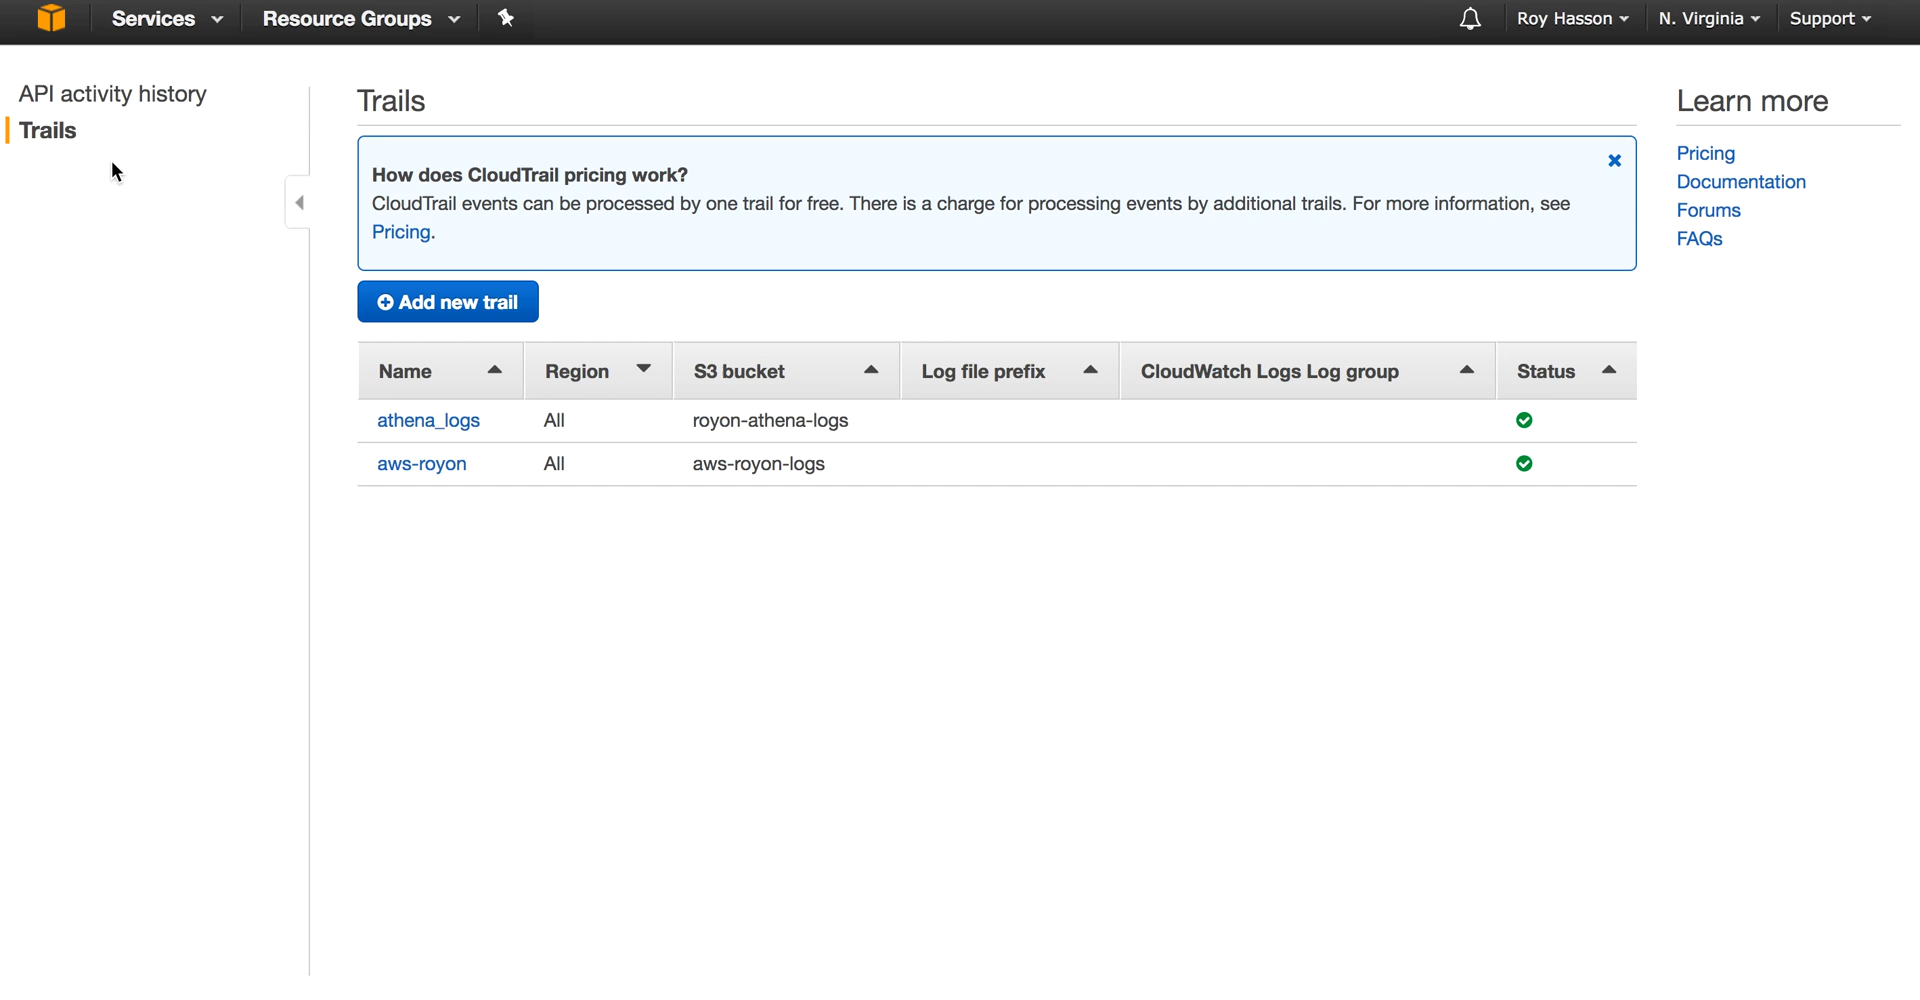 Services Resource Groups Roy Hasson N. Virginia Support
API activity history
Trails
Trails
How does CloudTrail pricing work?
CloudTrail events can be processed by one trail for free. There is a charge for processing events by additional trails. For more information, see
Pricing.
Add new trail
Name Region S3 bucket Log file prefix CloudWatch Logs Log group Status
athena_logs All royon-athena-logs
aws-royon All aws-royon-logs
Learn more
Pricing
Documentation
Forums
FAQs